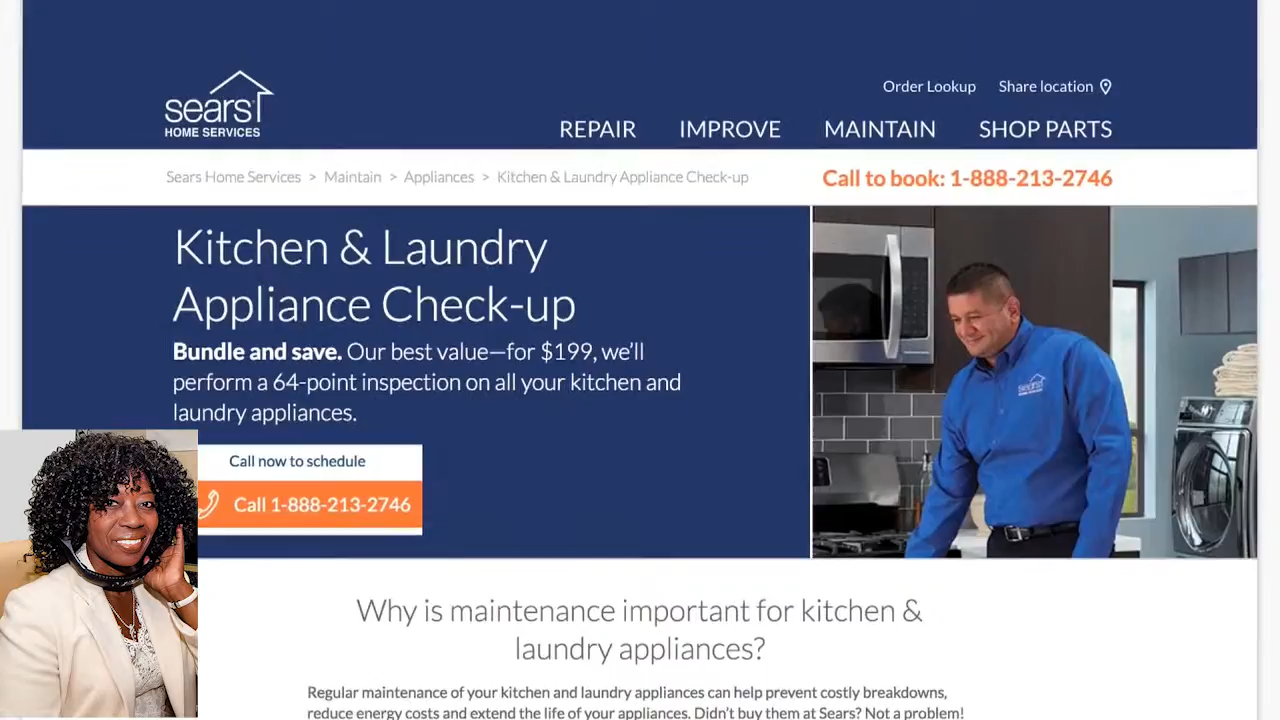 sears
HOME SERVICES
Order Lookup
Share location
REPAIR
IMPROVE
MAINTAIN
SHOP PARTS
Sears Home Services > Maintain > Appliances > Kitchen & Laundry Appliance Check-up
Call to book: 1-888-213-2746
Kitchen & Laundry
Appliance Check-up
Bundle and save. Our best value—for $199, we'll
perform a 64-point inspection on all your kitchen and
laundry appliances.
Call now to schedule
Call 1-888-213-2746
sears
HOME SERVICES
Why is maintenance important for kitchen &
laundry appliances?
Regular maintenance of your kitchen and laundry appliances can help prevent costly breakdowns,
reduce energy costs and extend the life of your appliances. Didn't buy them at Sears? Not a problem!